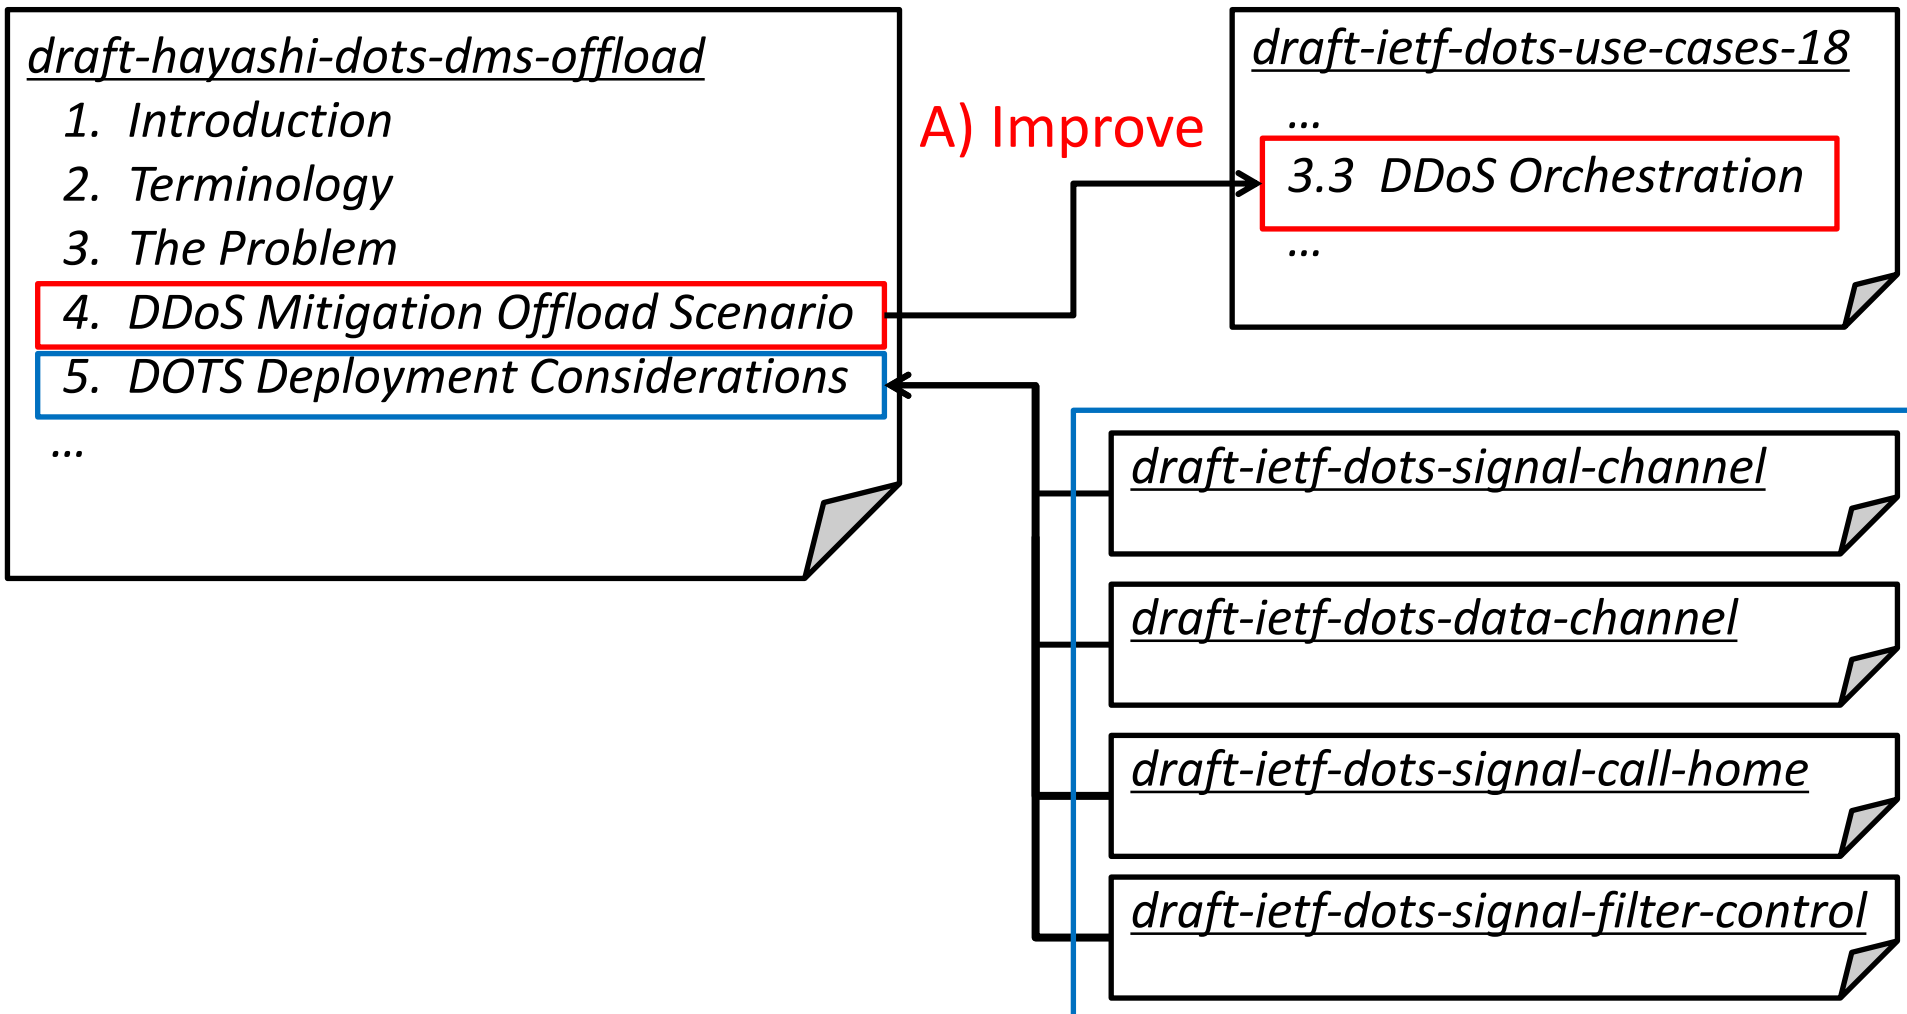 draft-hayashi-dots-dms-offload
1. Introduction
2. Terminology
3. The Problem
4. DDoS Mitigation Offload Scenario
5. DOTS Deployment Considerations
...
A) Improve
draft-ietf-dots-use-cases-18
...
3.3 DDoS Orchestration
...
draft-ietf-dots-signal-channel
draft-ietf-dots-data-channel
draft-ietf-dots-signal-call-home
draft-ietf-dots-signal-filter-control